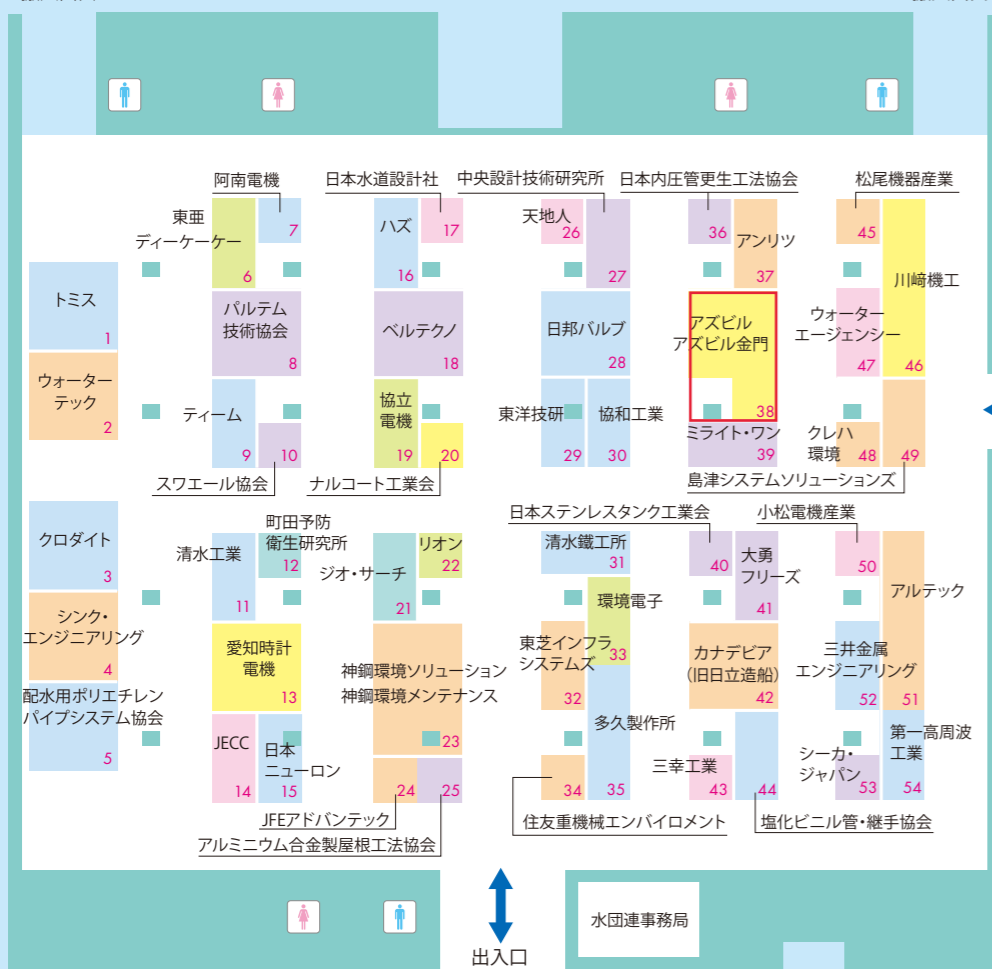 阿南電機
日本水道設計社
中央設計技術研究所
日本内圧管更生工法協会
松尾機器産業
東亜
ディーケーケー
6
7
ハズ
16
17
天地人
26
27
36
アンリツ
37
45
川﨑機工
46
トミス
1
パルテム
技術協会
8
ベルテクノ
18
日邦バルブ
28
アズビル
アズビル金門
38
ウォーター
エージェンシー
47
ウォーター
テック
2
ティーム
9
10
協立
電機
19
20
東洋技研
29
協和工業
30
ミライト・ワン
39
クレハ
環境
48
49
スワエール協会
ナルコート工業会
島津システムソリューションズ
日本ステンレスタンク工業会
小松電機産業
クロダイト
3
清水工業
11
町田予防
衛生研究所
12
ジオ・サーチ
21
リオン
22
清水鐵工所
31
環境電子
33
40
大勇
フリーズ
41
50
アルテック
51
シンク・
エンジニアリング
4
愛知時計
電機
13
神鋼環境ソリューション
神鋼環境メンテナンス
23
東芝インフラ
システムズ
32
カナデビア
（旧日立造船）
42
三井金属
エンジニアリング
52
配水用ポリエチレン
パイプシステム協会
5
JECC
14
日本
ニューロン
15
24
25
34
多久製作所
35
三幸工業
43
44
シーカ・
ジャパン
53
第一高周波
工業
54
JFEアドバンテック
アルミニウム合金製屋根工法協会
住友重機械エンバイロメント
塩化ビニル管・継手協会
水団連事務局
出入口